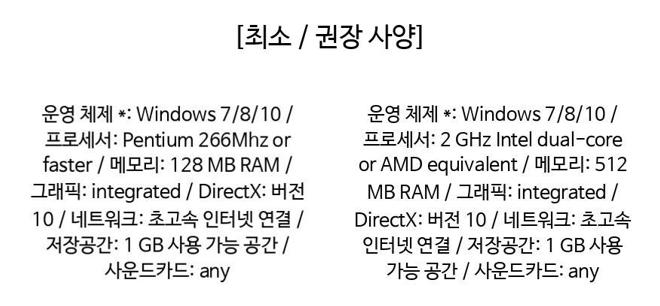 [최소 / 권장 사양]
운영 체제 *: Windows 7/8/10 /
프로세서: Pentium 266Mhz or
faster / 메모리: 128 MB RAM /
그래픽: integrated / DirectX: 버전
10 / 네트워크: 초고속 인터넷 연결 /
저장공간: 1 GB 사용 가능 공간 /
사운드카드: any
운영 체제 *: Windows 7/8/10 /
프로세서: 2 GHz Intel dual-core
or AMD equivalent / 메모리: 512
MB RAM / 그래픽: integrated /
DirectX: 버전 10 / 네트워크: 초고속
인터넷 연결 / 저장공간: 1 GB 사용
가능 공간 / 사운드카드: any